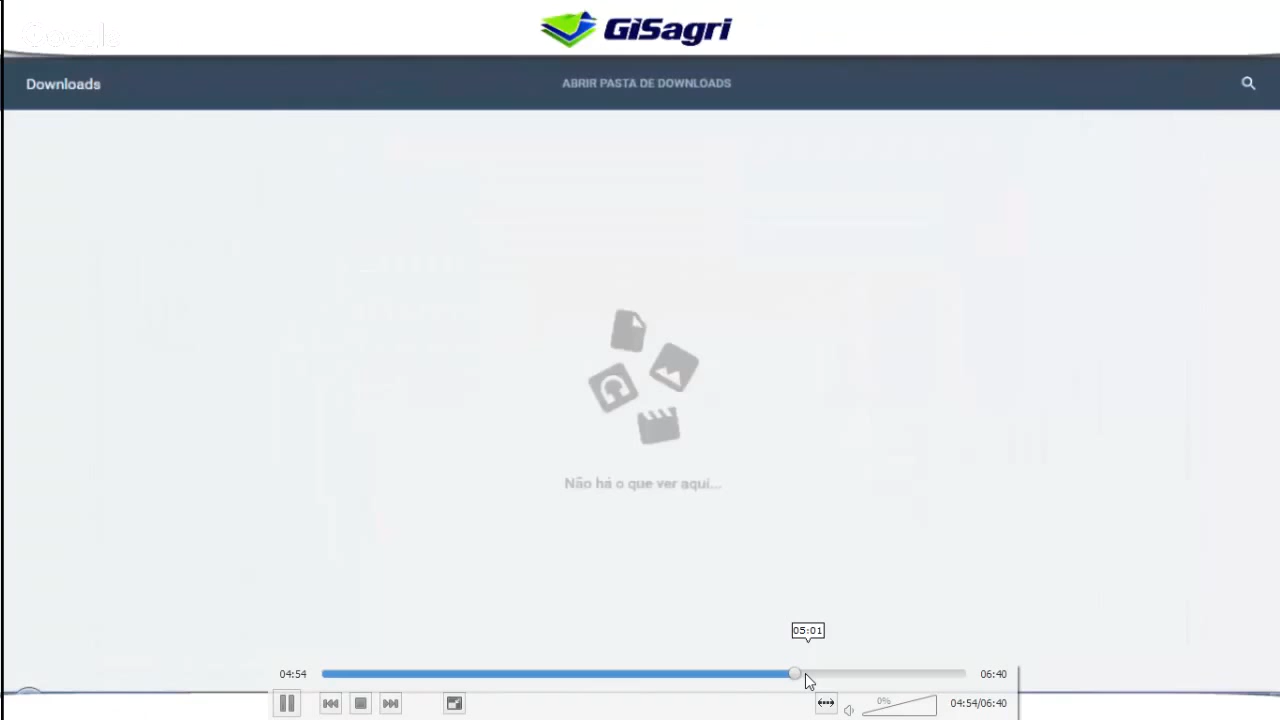 GiSagri
Downloads
ABRIR PASTA DE DOWNLOADS
Não há o que ver aqui...
05:01
04:54
06:40
0%
04:54/06:40